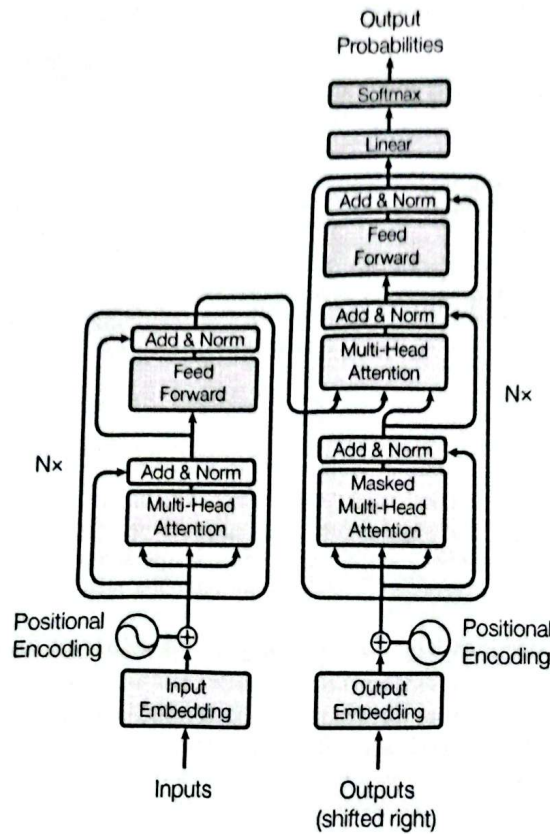 Output
Probabilities
Softmax
Linear
Add & Norm
Feed
Forward
Add & Norm
Multi-Head
Attention
Nx
Add & Norm
Masked
Multi-Head
Attention
Add & Norm
Feed
Forward
Nx
Add & Norm
Multi-Head
Attention
Positional
Encoding
Positional
Encoding
Input
Embedding
Output
Embedding
Inputs
Outputs
(shifted right)